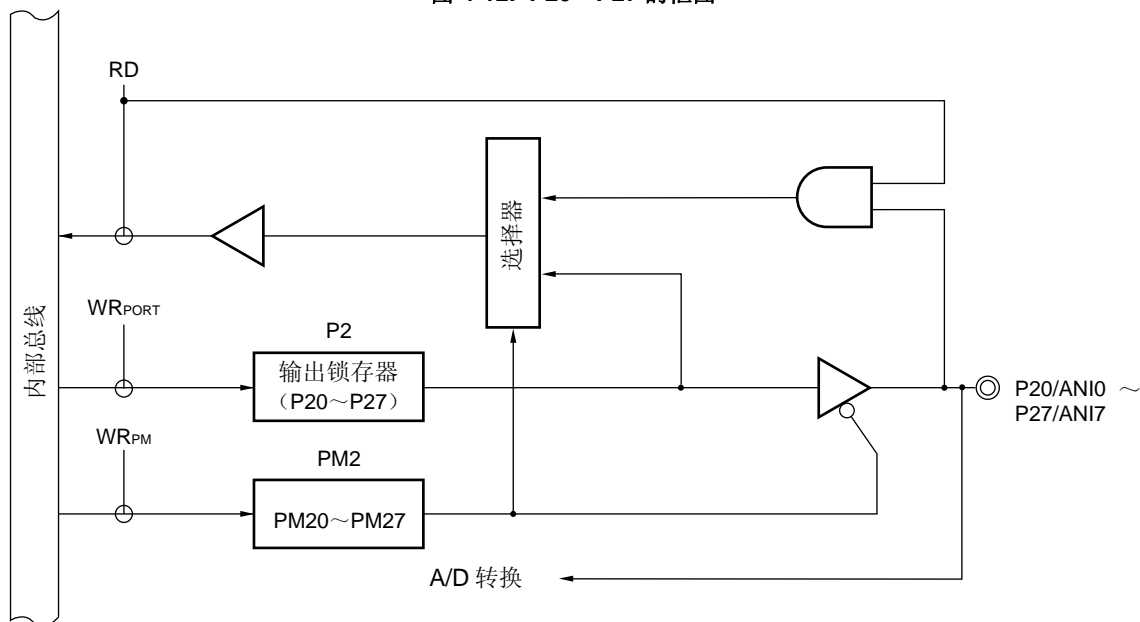 RD
选择器
内部总线
WRPORT
P2
输出锁存器
（P20～P27）
P20/ANI0 ～
P27/ANI7
WRPM
PM2
PM20～PM27
A/D 转换